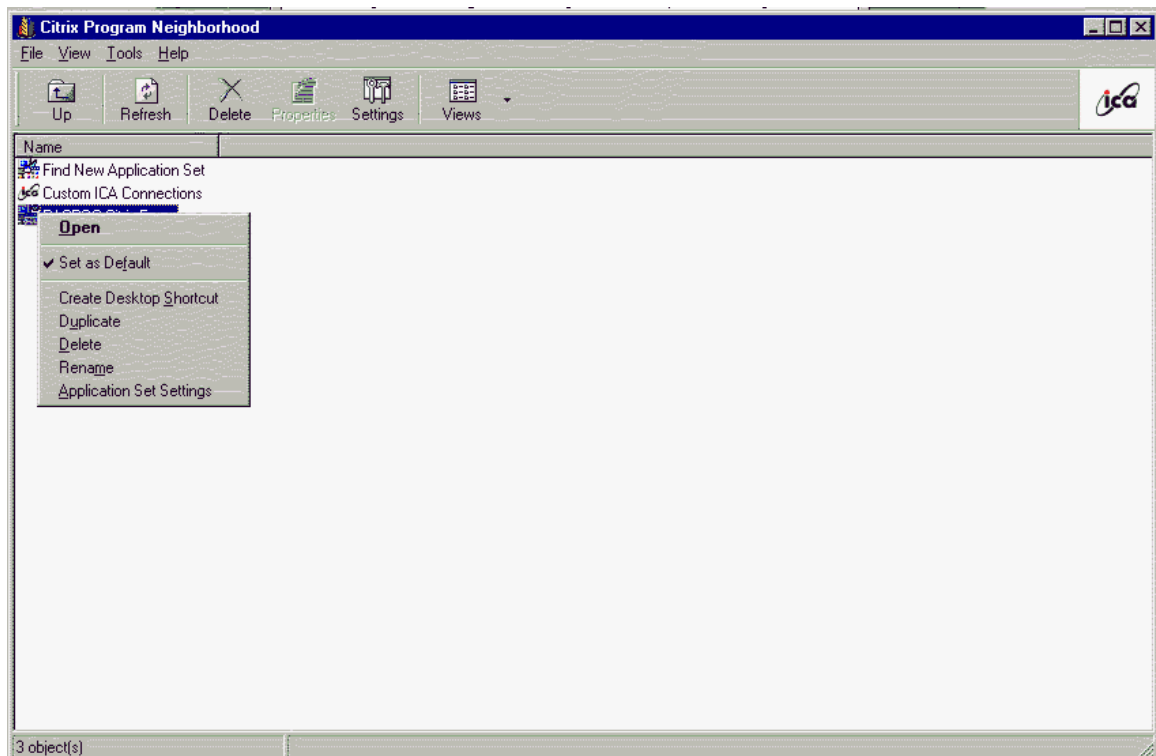 Citrix Program Neighborhood
File View Tools Help
Up Refresh Delete Properties Settings Views
ica
Name
Find New Application Set
Custom ICA Connections
Open
Set as Default
Create Desktop Shortcut
Duplicate
Delete
Rename
Application Set Settings
3 object(s)